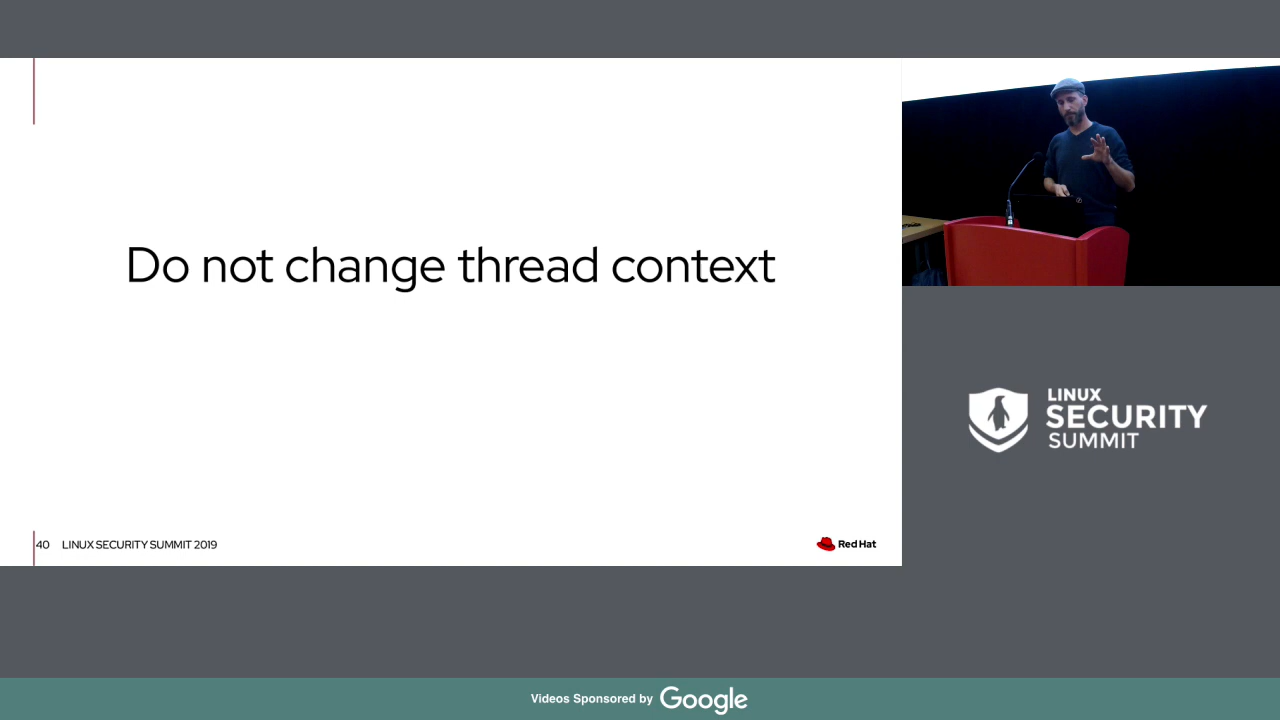 Do not change thread context
40 LINUX SECURITY SUMMIT 2019
Red Hat
LINUX
SECURITY
SUMMIT
Videos Sponsored by Google